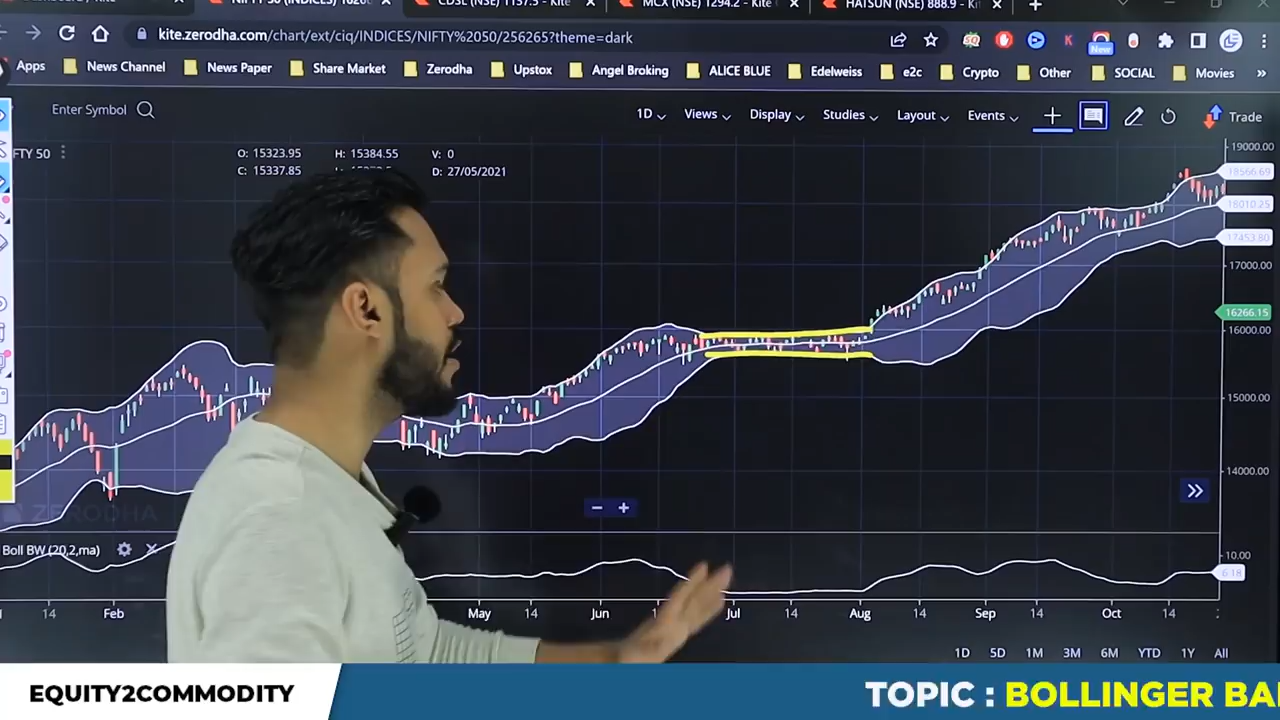 NIFTY 50 (INDICES) 1626
CDSL (NSE) 1157.5 - Kite
MCX (NSE) 1294.2 - Kite
HATSUN (NSE) 888.9 - Ki
kite.zerodha.com/chart/ext/ciq/INDICES/NIFTY%2050/256265?theme=dark
New
Apps News Channel News Paper Share Market Zerodha Upstox Angel Broking ALICE BLUE Edelweiss e2c Crypto Other SOCIAL Movies »
Enter Symbol 1D Views Display Studies Layout Events Trade
FTY 50
O: 15323.95 H: 15384.55 V: 0
C: 15337.85 D: 27/05/2021
19000.00
18566.69
18010.25
17453.80
17000.00
16266.15
16000.00
15000.00
14000.00
ZERODHA
Boll BW (20,2,ma)
10.00
6.18
14 Feb May 14 Jun Jul 14 Aug 14 Sep 14 Oct 14
1D 5D 1M 3M 6M YTD 1Y All
EQUITY2COMMODITY
TOPIC : BOLLINGER BA